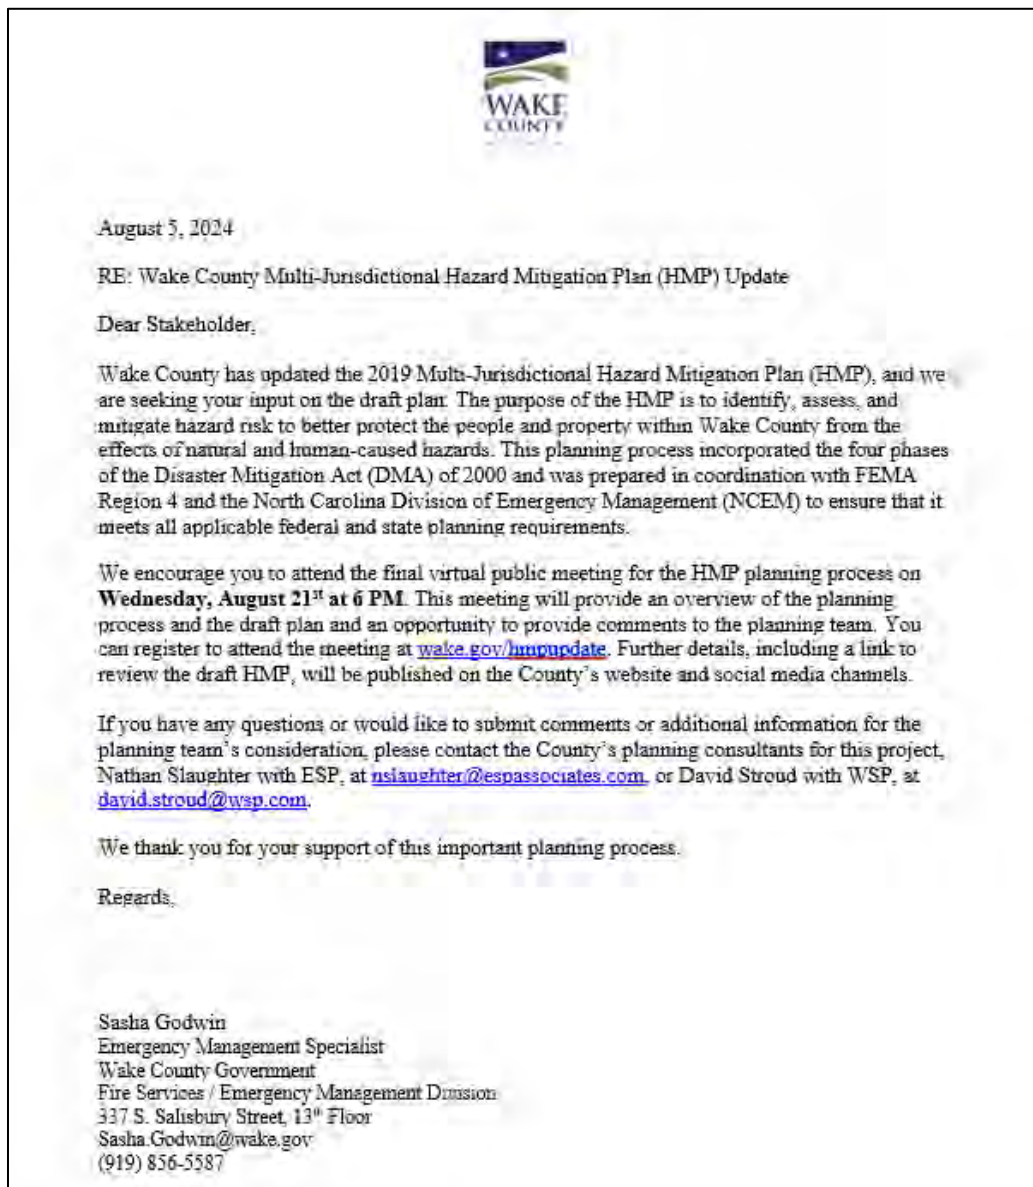 WAKE
COUNTY
August 5, 2024
RE: Wake County Multi-Jurisdictional Hazard Mitigation Plan (HMP) Update
Dear Stakeholder,
Wake County has updated the 2019 Multi-Jurisdictional Hazard Mitigation Plan (HMP), and we
are seeking your input on the draft plan. The purpose of the HMP is to identify, assess, and
mitigate hazard risk to better protect the people and property within Wake County from the
effects of natural and human-caused hazards. This planning process incorporated the four phases
of the Disaster Mitigation Act (DMA) of 2000 and was prepared in coordination with FEMA
Region 4 and the North Carolina Division of Emergency Management (NCEM) to ensure that it
meets all applicable federal and state planning requirements.
We encourage you to attend the final virtual public meeting for the HMP planning process on
Wednesday, August 21st at 6 PM. This meeting will provide an overview of the planning
process and the draft plan and an opportunity to provide comments to the planning team. You
can register to attend the meeting at wake.gov/hmpupdate. Further details, including a link to
review the draft HMP, will be published on the County's website and social media channels.
If you have any questions or would like to submit comments or additional information for the
planning team's consideration, please contact the County's planning consultants for this project,
Nathan Slaughter with ESP, at nslaughter@espassociates.com, or David Stroud with WSP, at
david.stroud@wsp.com.
We thank you for your support of this important planning process.
Regards,
Sasha Godwin
Emergency Management Specialist
Wake County Government
Fire Services / Emergency Management Division
337 S. Salisbury Street, 13th Floor
Sasha.Godwin@wake.gov
(919) 856-5587